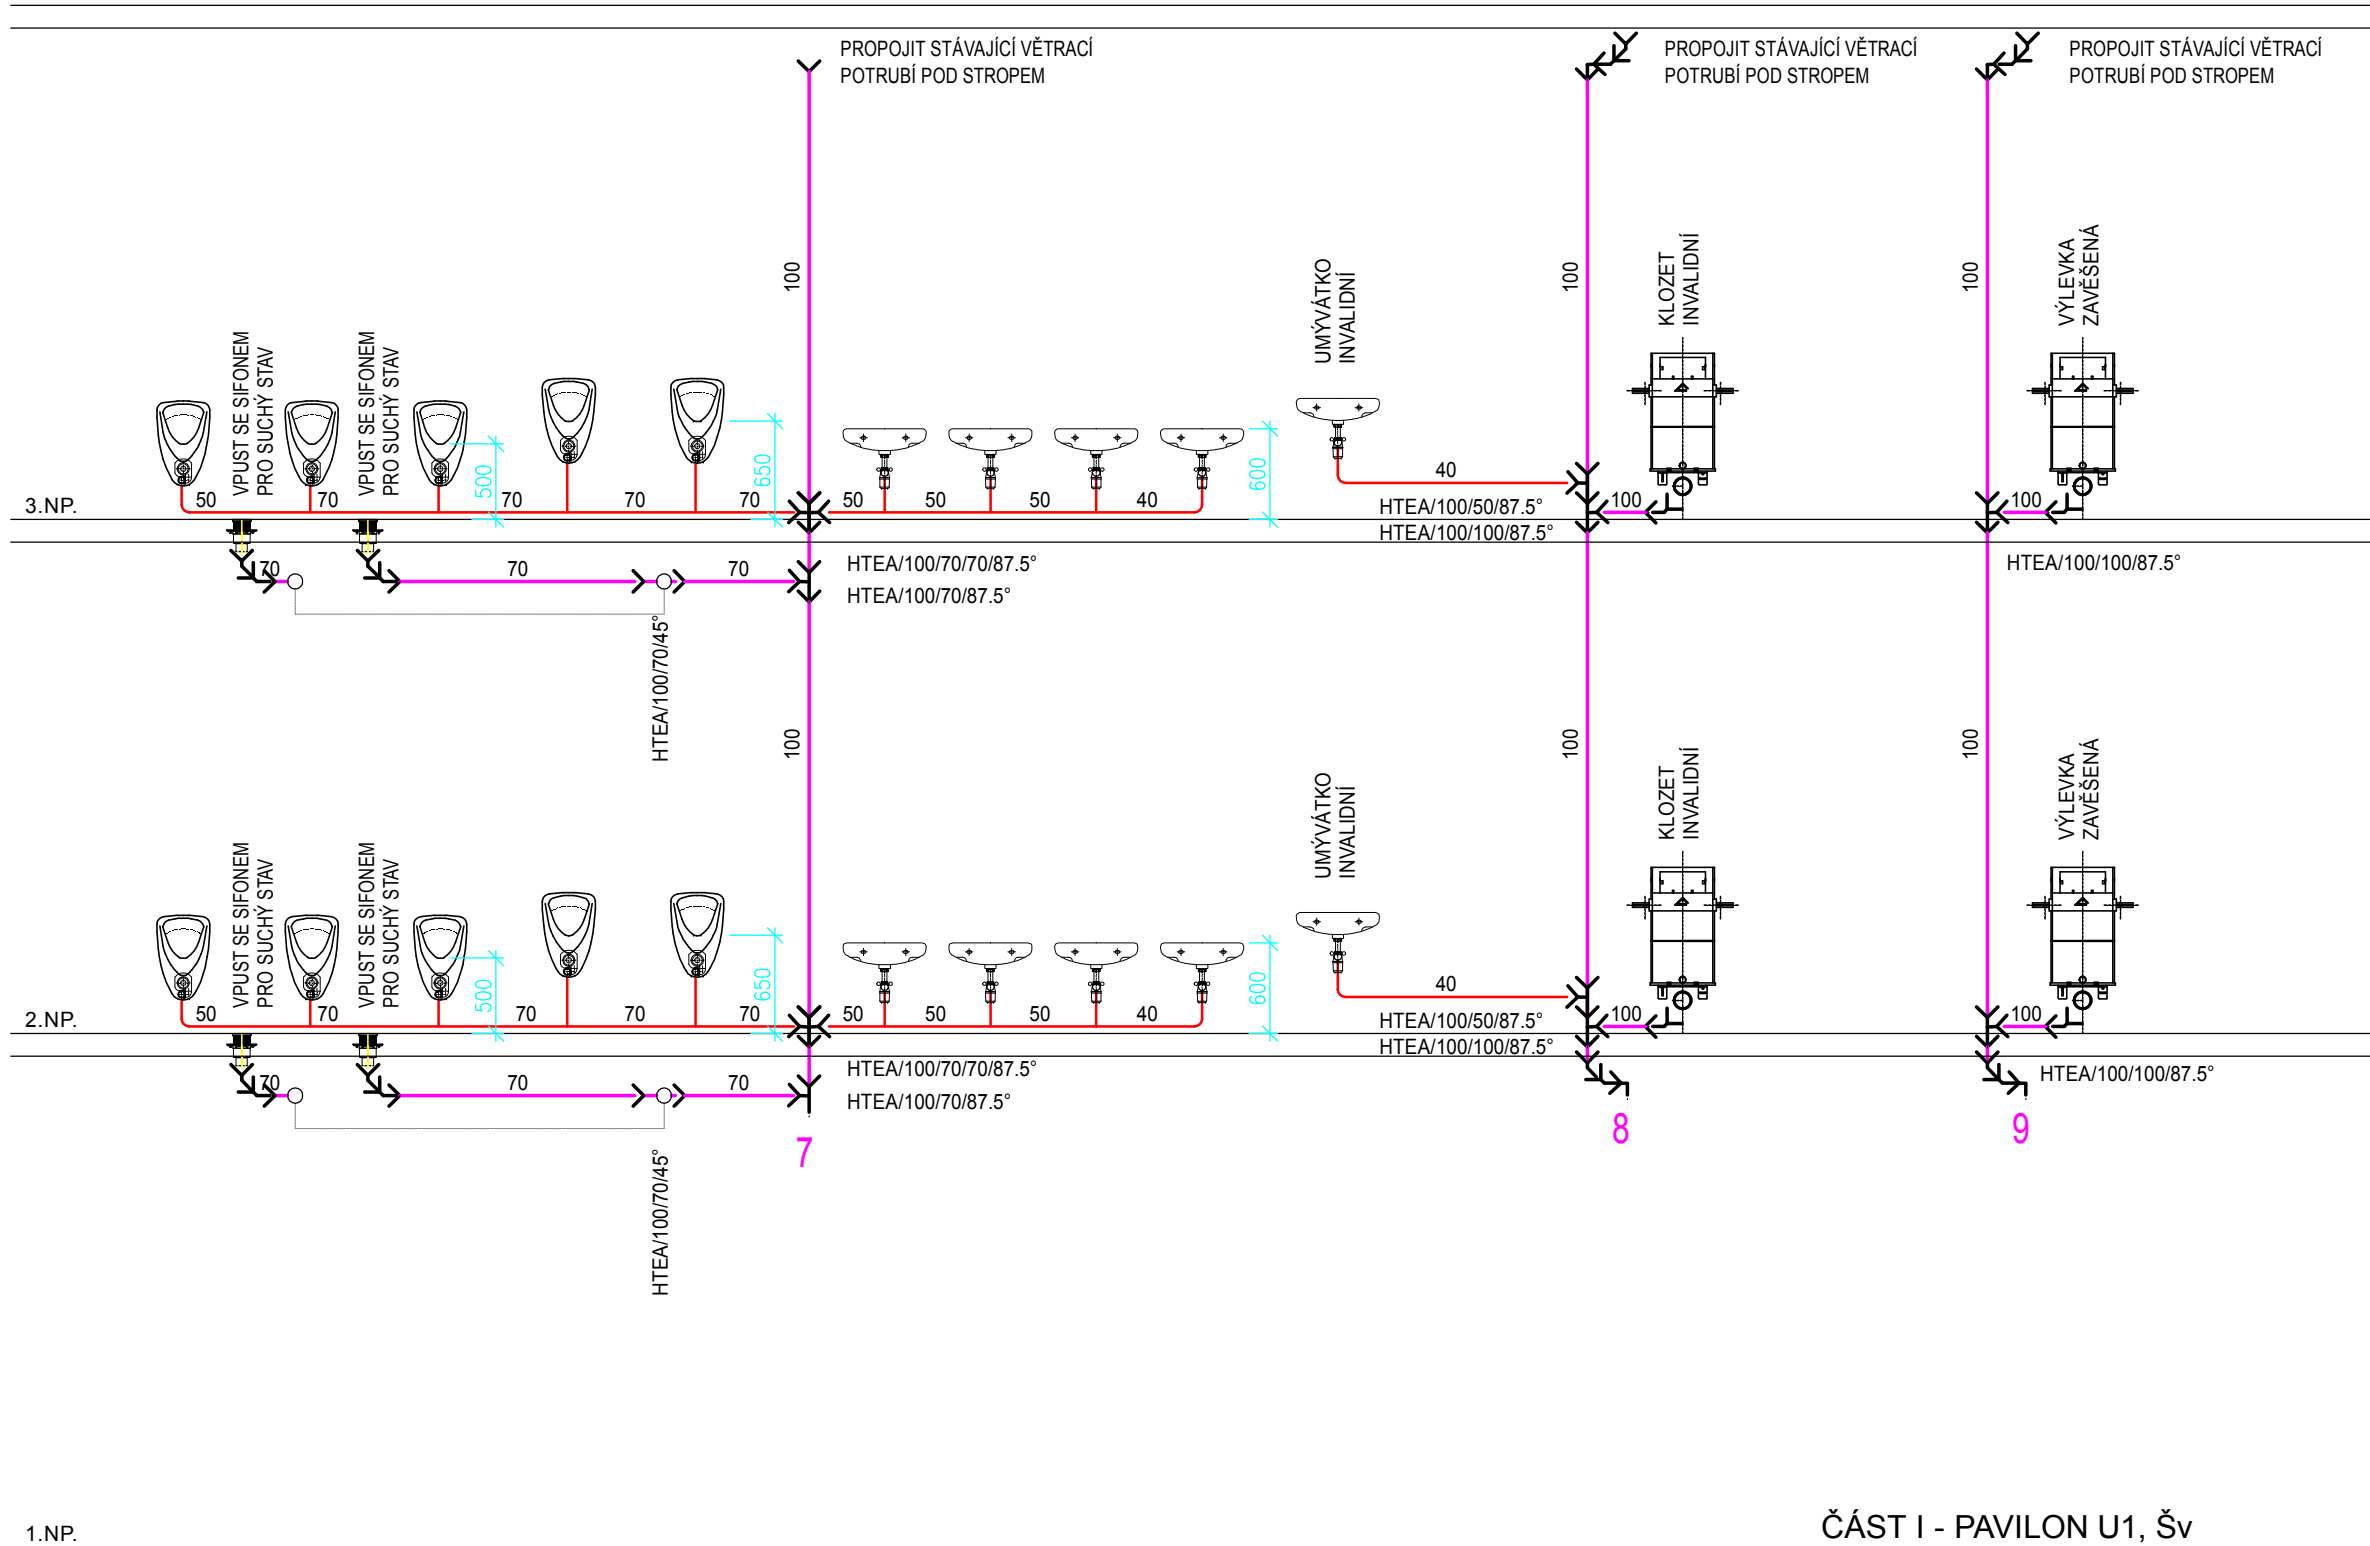 PROPOJIT STÁVAJÍCÍ VĚTRACÍ
POTRUBÍ POD STROPEM
PROPOJIT STÁVAJÍCÍ VĚTRACÍ
POTRUBÍ POD STROPEM
PROPOJIT STÁVAJÍCÍ VĚTRACÍ
POTRUBÍ POD STROPEM
100
100
100
VPUST SE SIFONEM
PRO SUCHÝ STAV
VPUST SE SIFONEM
PRO SUCHÝ STAV
UMÝVÁTKO
INVALIDNÍ
KLOZET
INVALIDNÍ
VÝLEVKA
ZAVĚŠENÁ
500
650
600
3.NP.
50
70
70
70
70
50
50
50
40
40
100
100
HTEA/100/50/87.5°
HTEA/100/100/87.5°
HTEA/100/70/70/87.5°
HTEA/100/70/87.5°
HTEA/100/100/87.5°
70
70
70
HTEA/100/70/45°
100
100
100
VPUST SE SIFONEM
PRO SUCHÝ STAV
VPUST SE SIFONEM
PRO SUCHÝ STAV
UMÝVÁTKO
INVALIDNÍ
KLOZET
INVALIDNÍ
VÝLEVKA
ZAVĚŠENÁ
500
650
600
2.NP.
50
70
70
70
70
50
50
50
40
40
100
100
HTEA/100/50/87.5°
HTEA/100/100/87.5°
HTEA/100/70/70/87.5°
HTEA/100/70/87.5°
HTEA/100/100/87.5°
70
70
70
HTEA/100/70/45°
7
8
9
1.NP.
ČÁST I - PAVILON U1, Šv